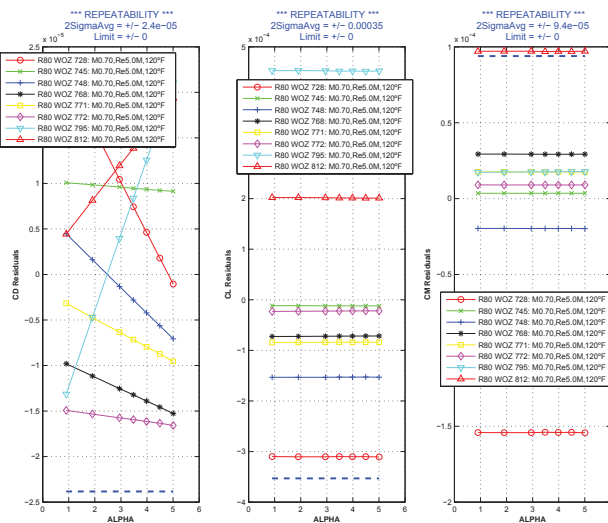 *** REPEATABILITY ***
2SigmaAvg = +/- 2.4e-05
Limit = +/- 0
x 10^-5
2.5
R80 WOZ 728: M0.70,Re5.0M,120°F
R80 WOZ 745: M0.70,Re5.0M,120°F
R80 WOZ 748: M0.70,Re5.0M,120°F
R80 WOZ 768: M0.70,Re5.0M,120°F
R80 WOZ 771: M0.70,Re5.0M,120°F
R80 WOZ 772: M0.70,Re5.0M,120°F
R80 WOZ 795: M0.70,Re5.0M,120°F
R80 WOZ 812: M0.70,Re5.0M,120°F
1
0.5
0
−0.5
−1
−1.5
−2
−2.5
0 1 2 3 4 5 6
CD Residuals
ALPHA
*** REPEATABILITY ***
2SigmaAvg = +/- 0.00035
Limit = +/- 0
x 10^-4
5
R80 WOZ 728: M0.70,Re5.0M,120°F
R80 WOZ 745: M0.70,Re5.0M,120°F
R80 WOZ 748: M0.70,Re5.0M,120°F
R80 WOZ 768: M0.70,Re5.0M,120°F
R80 WOZ 771: M0.70,Re5.0M,120°F
R80 WOZ 772: M0.70,Re5.0M,120°F
R80 WOZ 795: M0.70,Re5.0M,120°F
R80 WOZ 812: M0.70,Re5.0M,120°F
2
1
0
−1
−2
−3
−4
0 1 2 3 4 5 6
CL Residuals
ALPHA
*** REPEATABILITY ***
2SigmaAvg = +/- 9.4e-05
Limit = +/- 0
x 10^-4
1
0.5
0
−0.5
R80 WOZ 728: M0.70,Re5.0M,120°F
R80 WOZ 745: M0.70,Re5.0M,120°F
R80 WOZ 748: M0.70,Re5.0M,120°F
R80 WOZ 768: M0.70,Re5.0M,120°F
R80 WOZ 771: M0.70,Re5.0M,120°F
R80 WOZ 772: M0.70,Re5.0M,120°F
R80 WOZ 795: M0.70,Re5.0M,120°F
R80 WOZ 812: M0.70,Re5.0M,120°F
−1.5
−2
0 1 2 3 4 5 6
CM Residuals
ALPHA